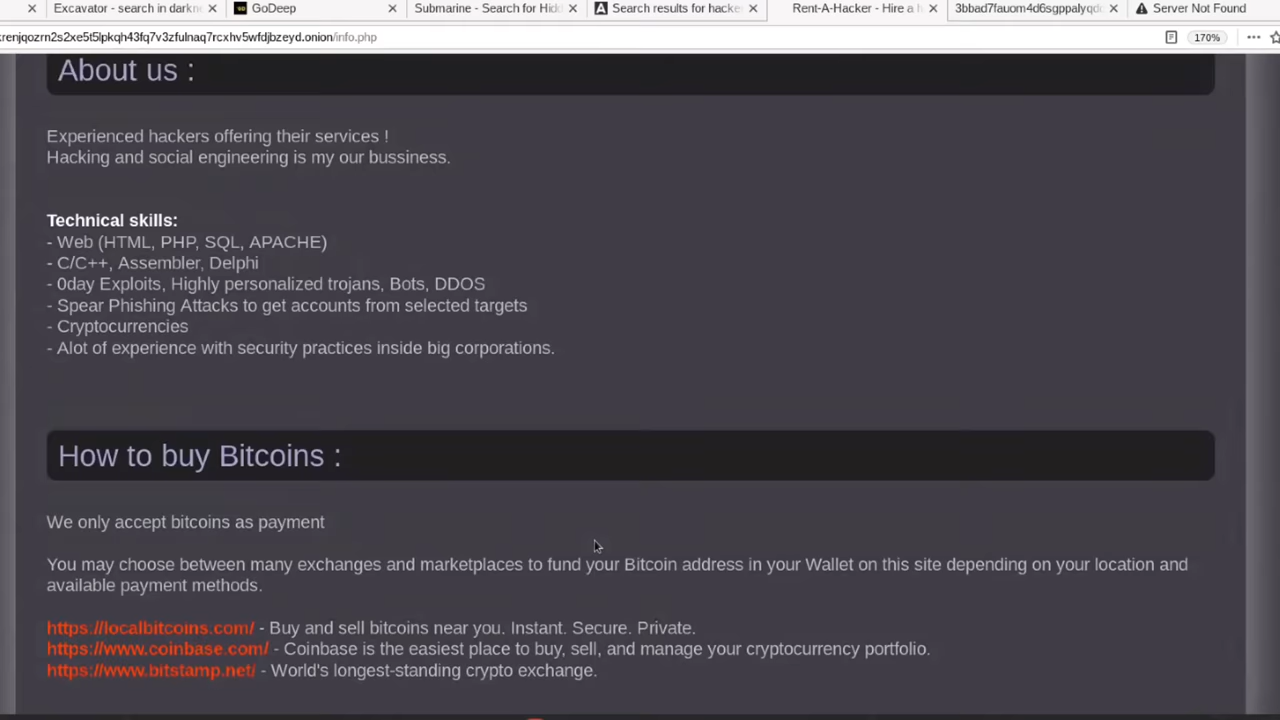 Excavator - search in darkn
GoDeep
Submarine - Search for Hidd
Search results for hacke
Rent-A-Hacker - Hire a h
3bbad7fauom4d6sgppalyqd
Server Not Found
renjqozrn2s2xe5t5lpkqh43fq7v3zfulnaq7rcxhv5wfdjbzeyd.onion/info.php
170%
About us :
Experienced hackers offering their services !
Hacking and social engineering is my our bussiness.
Technical skills:
- Web (HTML, PHP, SQL, APACHE)
- C/C++, Assembler, Delphi
- 0day Exploits, Highly personalized trojans, Bots, DDOS
- Spear Phishing Attacks to get accounts from selected targets
- Cryptocurrencies
- Alot of experience with security practices inside big corporations.
How to buy Bitcoins :
We only accept bitcoins as payment
You may choose between many exchanges and marketplaces to fund your Bitcoin address in your Wallet on this site depending on your location and
available payment methods.
https://localbitcoins.com/ - Buy and sell bitcoins near you. Instant. Secure. Private.
https://www.coinbase.com/ - Coinbase is the easiest place to buy, sell, and manage your cryptocurrency portfolio.
https://www.bitstamp.net/ - World's longest-standing crypto exchange.